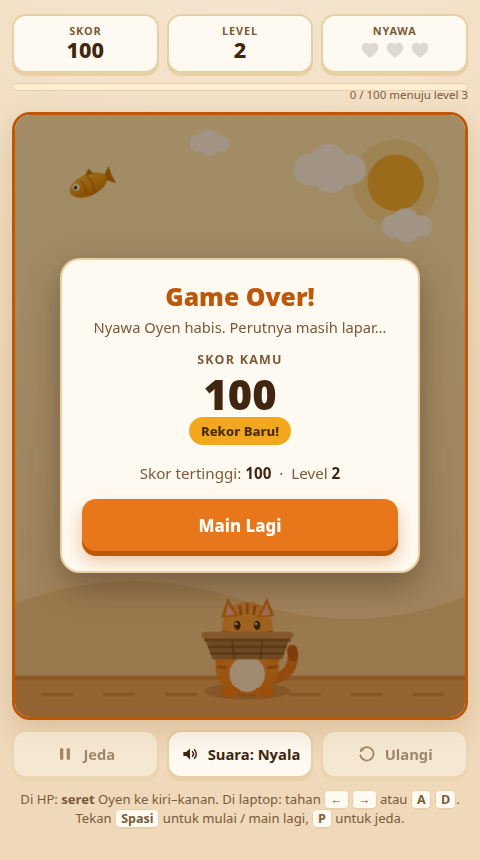 SKOR
100
LEVEL
2
NYAWA
0 / 100 menuju level 3
Game Over!
Nyawa Oyen habis. Perutnya masih lapar...
SKOR KAMU
100
Rekor Baru!
Skor tertinggi: 100 · Level 2
Main Lagi
Jeda
Suara: Nyala
Ulangi
Di HP: seret Oyen ke kiri–kanan. Di laptop: tahan ← → atau A D.
Tekan Spasi untuk mulai / main lagi, P untuk jeda.